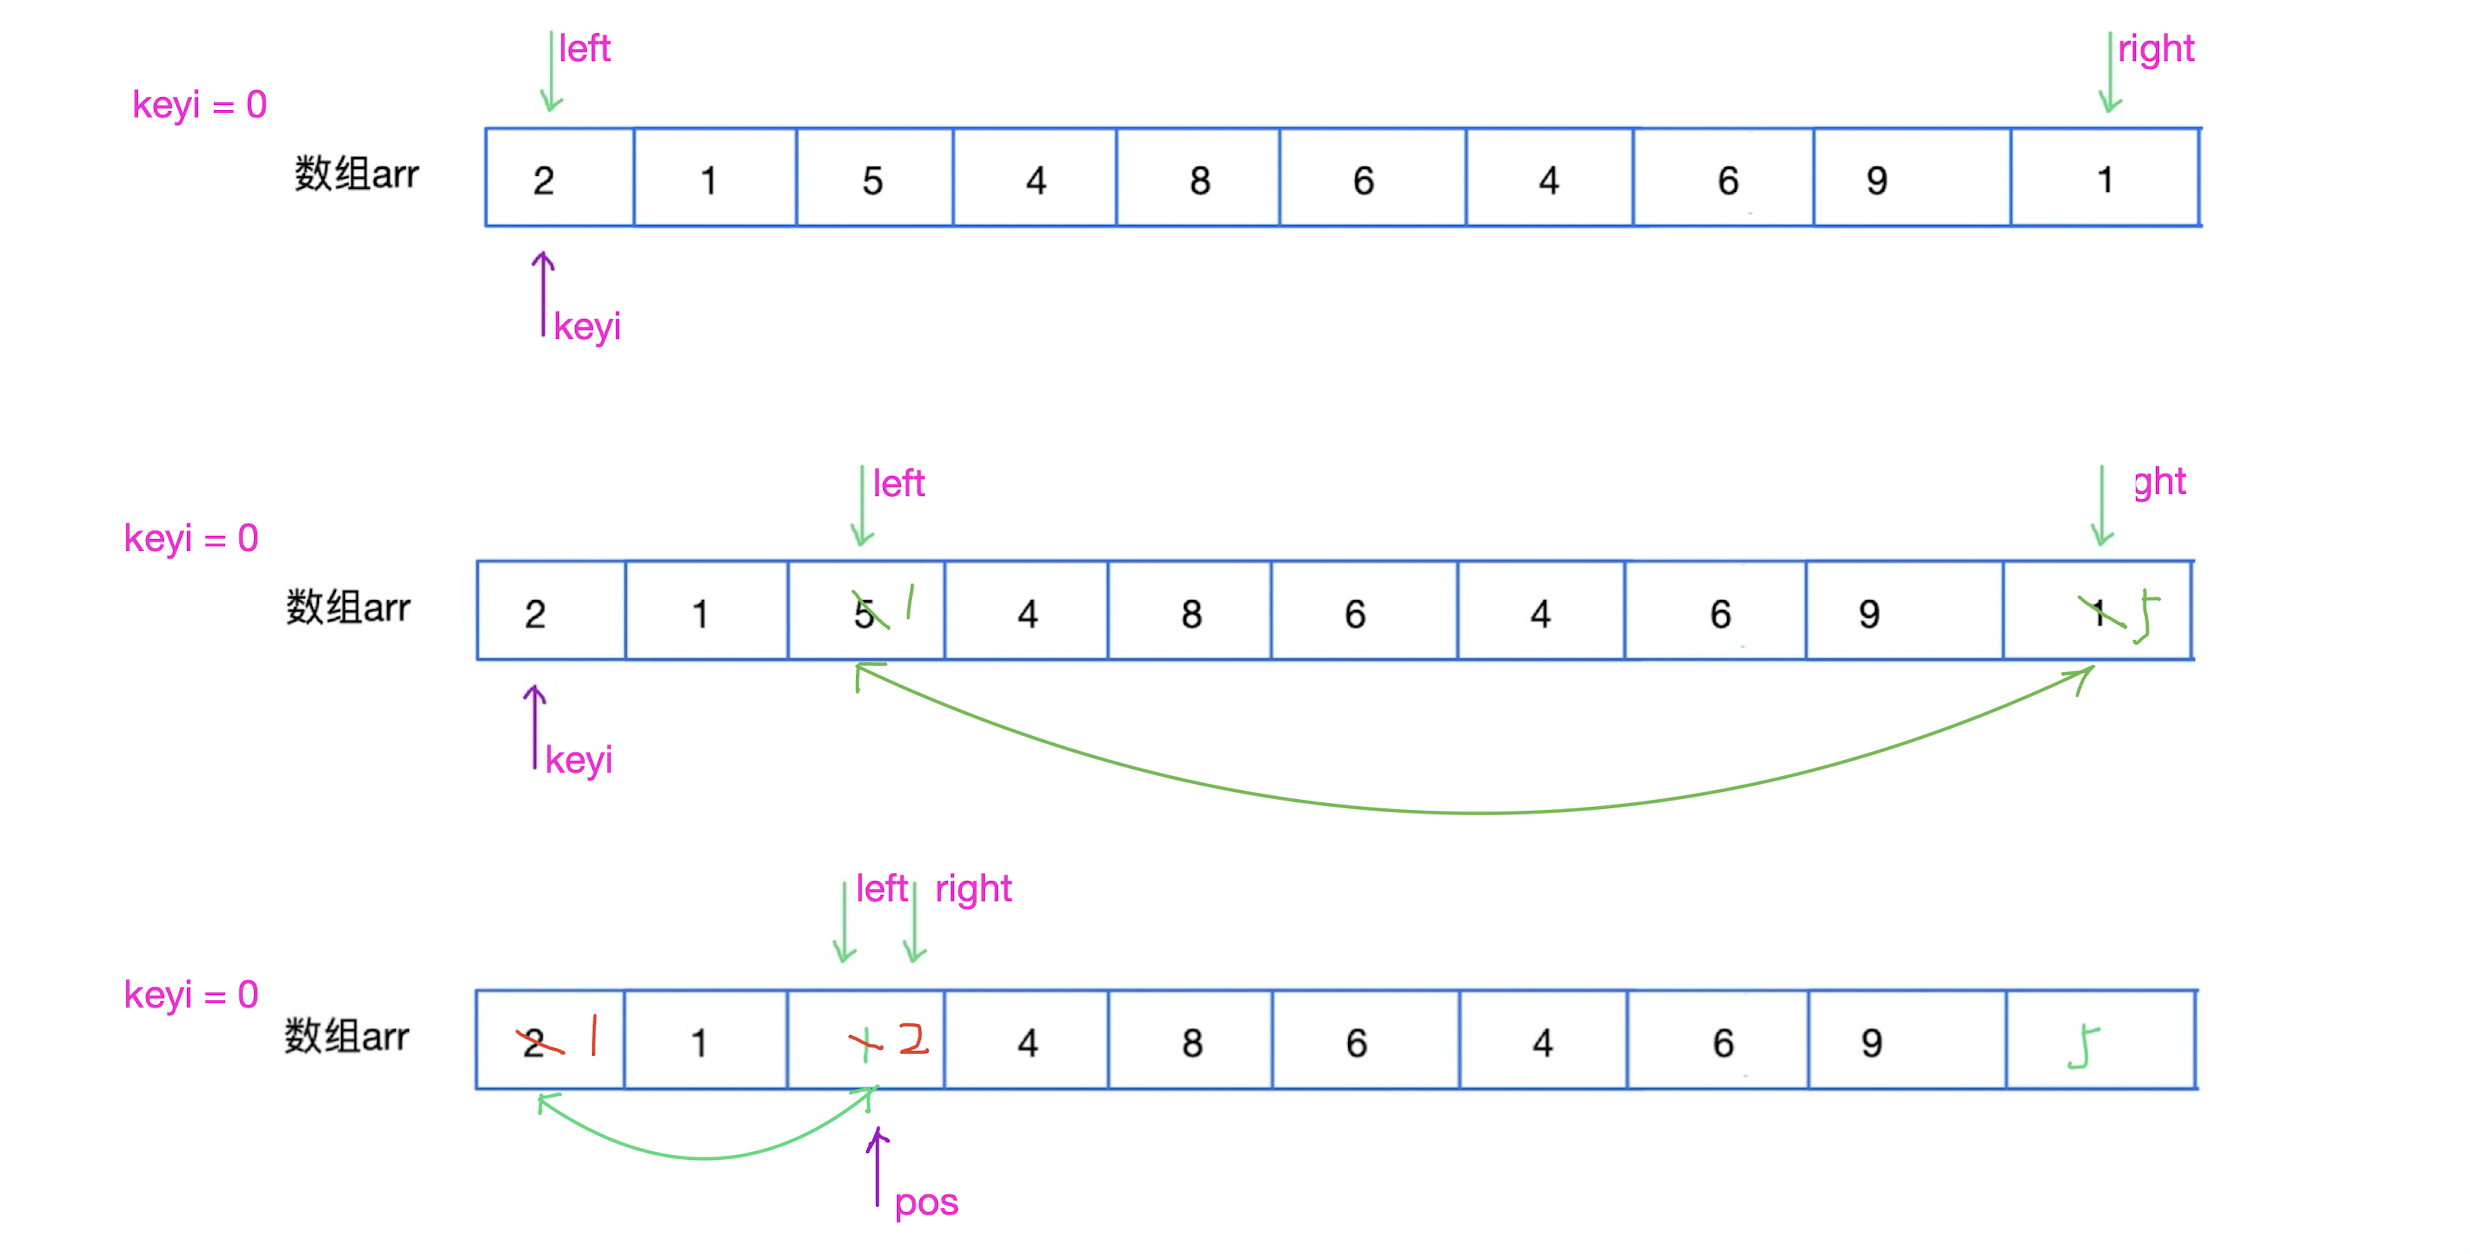 left right
keyi = 0
数组arr 2 1 5 4 8 6 4 6 9 1
keyi
left ght
keyi = 0
数组arr 2 1 5 1 4 8 6 4 6 9 1 5
keyi
left right
keyi = 0
数组arr 2 1 1 1 2 4 8 6 4 6 9 5
pos